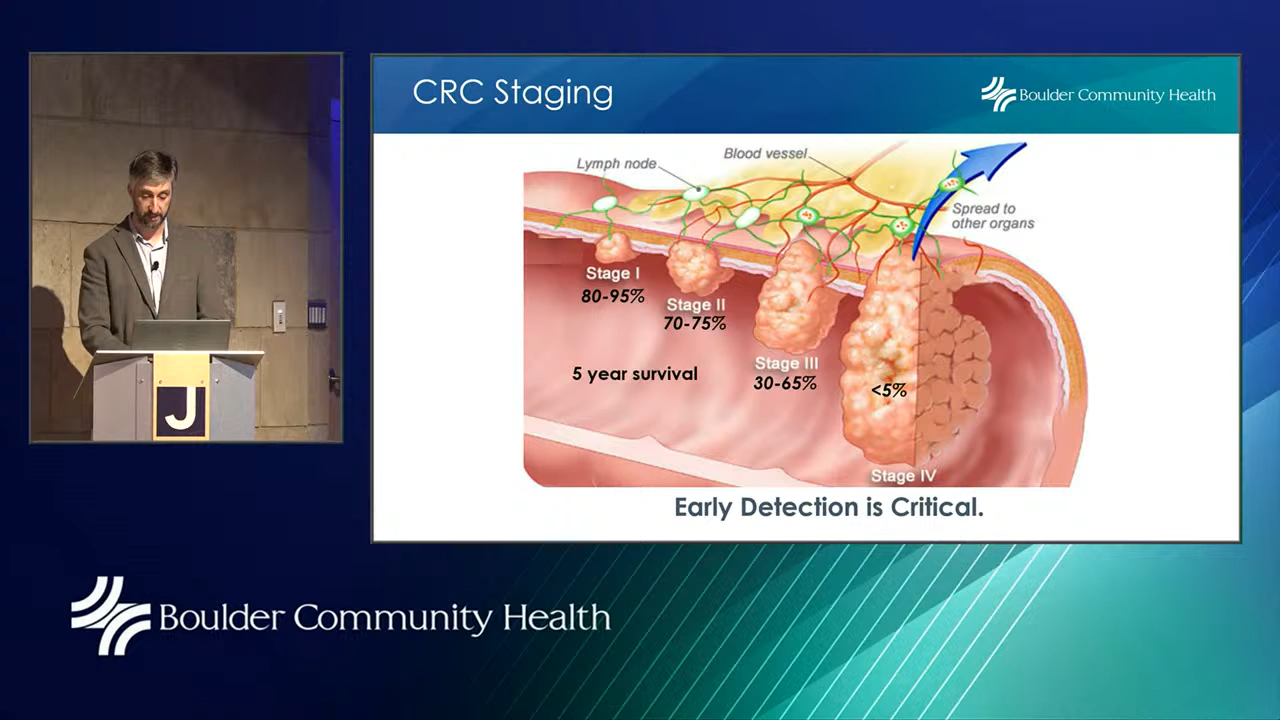 CRC Staging
Boulder Community Health
Lymph node
Blood vessel
Spread to
other organs
Stage I
80-95%
Stage II
70-75%
Stage III
30-65%
5 year survival
<5%
Stage IV
Early Detection is Critical.
J
Boulder Community Health